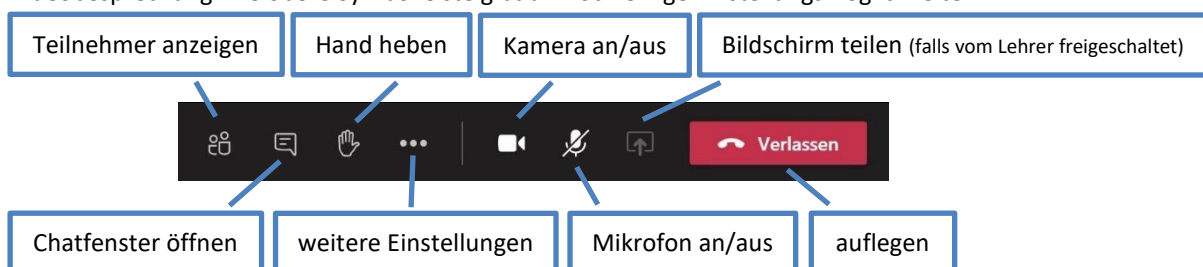 Teilnehmer anzeigen
Hand heben
Kamera an/aus
Bildschirm teilen (falls vom Lehrer freigeschaltet)
Verlassen
Chatfenster öffnen
weitere Einstellungen
Mikrofon an/aus
auflegen